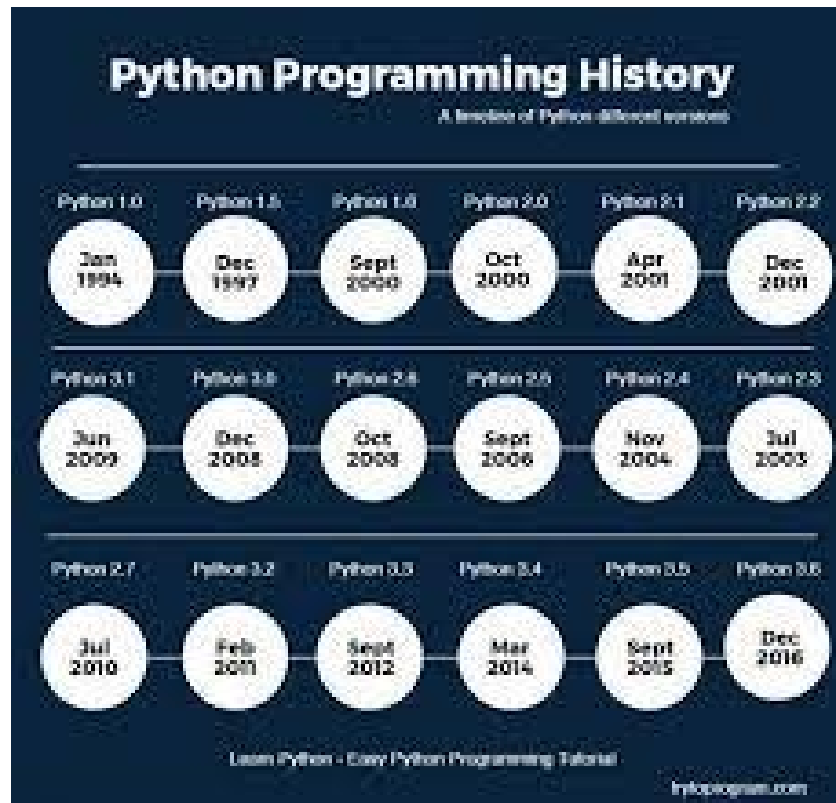 Python Programming History
A timeline of Python different versions
Python 1.0 Python 1.5 Python 1.6 Python 2.0 Python 2.1 Python 2.2
Jan Dec Sept Oct Apr Dec
1994 1997 2000 2000 2001 2001
Python 3.1 Python 3.0 Python 2.6 Python 2.5 Python 2.4 Python 2.3
Jun Dec Oct Sept Nov Jul
2009 2008 2008 2006 2004 2003
Python 2.7 Python 3.2 Python 3.3 Python 3.4 Python 3.5 Python 3.6
Jul Feb Sept Mar Sept Dec
2010 2011 2012 2014 2015 2016
Learn Python - Easy Python Programming Tutorial